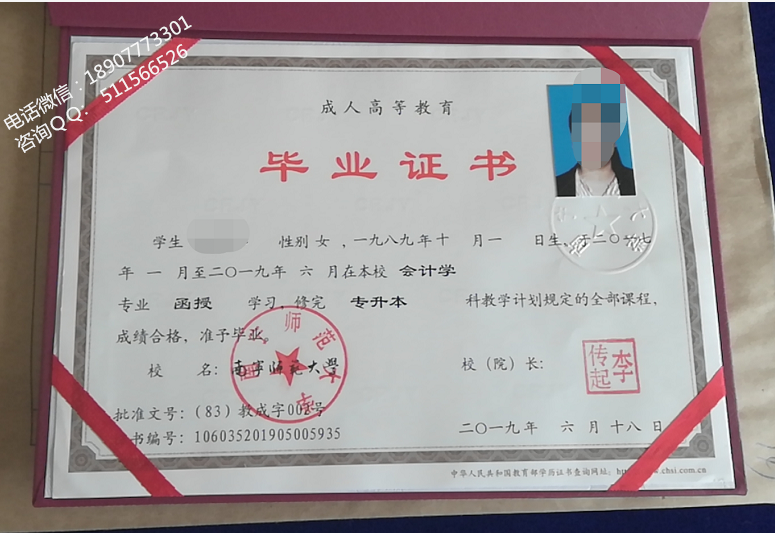 电话微信：18907773301
咨询QQ：511566526
成人高等教育
毕业证书
学生 性别 女 ，一九八九年 十 月 一 日生，于二〇一七
年 一 月至二〇一九年 六 月在本校 会计学
专业 函授 学习，修完 专升本 科教学计划规定的全部课程，
成绩合格，准予毕业。
校 名：南宁师范大学
校（院）长：
李传起
批准文号：(83)教成字002号
书编号：106035201905005935
二〇一九年 六 月 十八 日
中华人民共和国教育部学历证书查询网址：chsi.com.cn